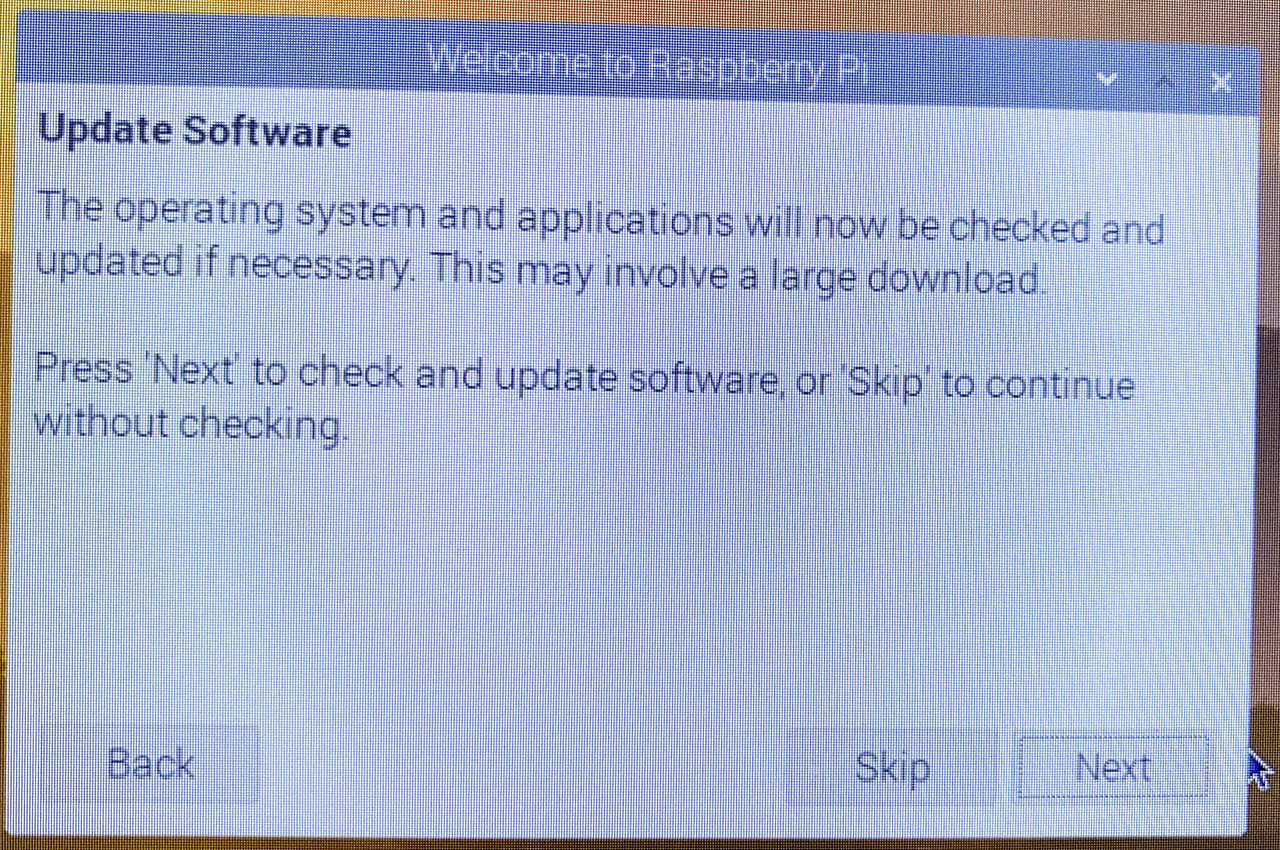 Welcome to Raspberry Pi
Update Software
The operating system and applications will now be checked and
updated if necessary. This may involve a large download.
Press 'Next' to check and update software, or 'Skip' to continue
without checking.
Back
Skip
Next